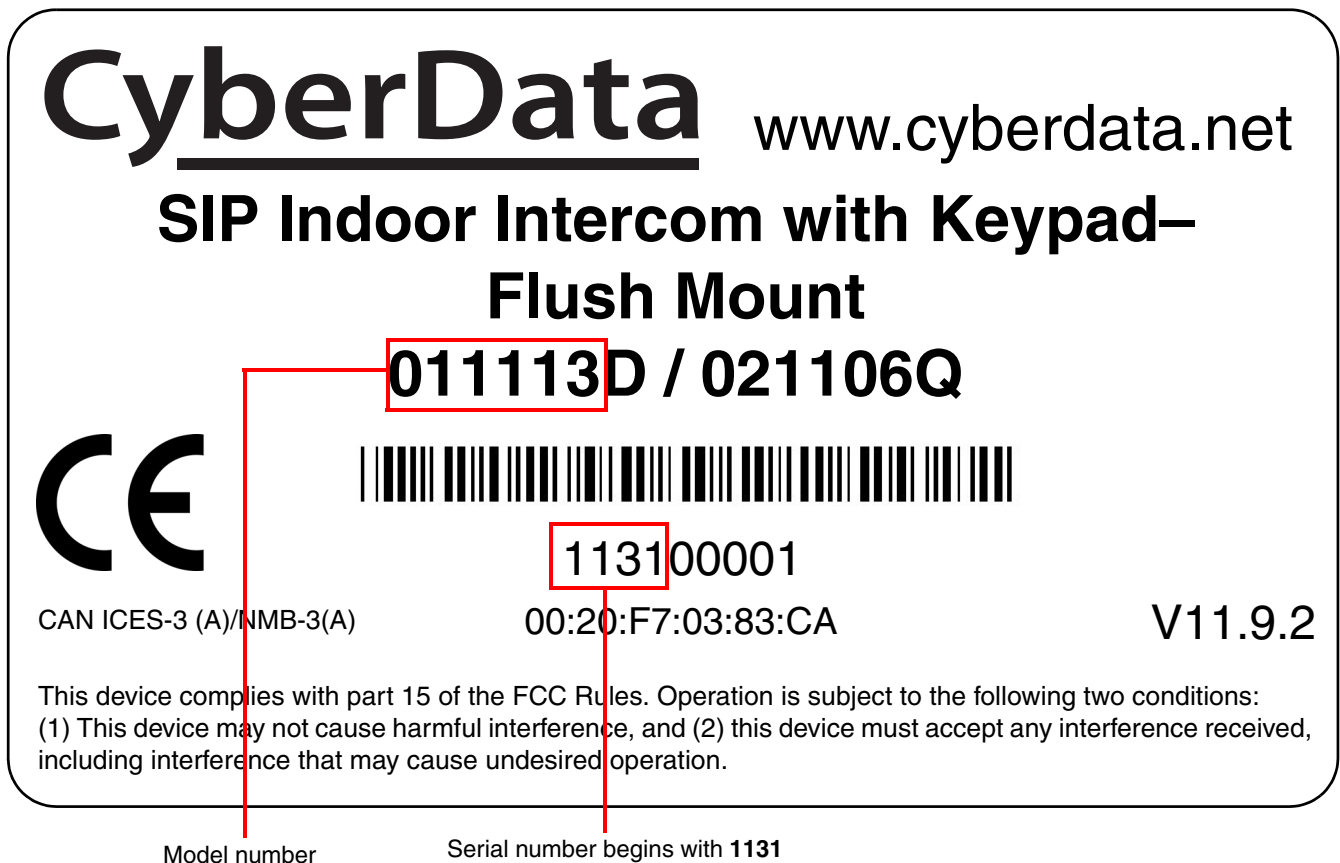 CyberData www.cyberdata.net
SIP Indoor Intercom with Keypad–
Flush Mount
011113D / 021106Q
CE
113100001
CAN ICES-3 (A)/NMB-3(A) 00:20:F7:03:83:CA V11.9.2
This device complies with part 15 of the FCC Rules. Operation is subject to the following two conditions:
(1) This device may not cause harmful interference, and (2) this device must accept any interference received,
including interference that may cause undesired operation.
Model number Serial number begins with 1131